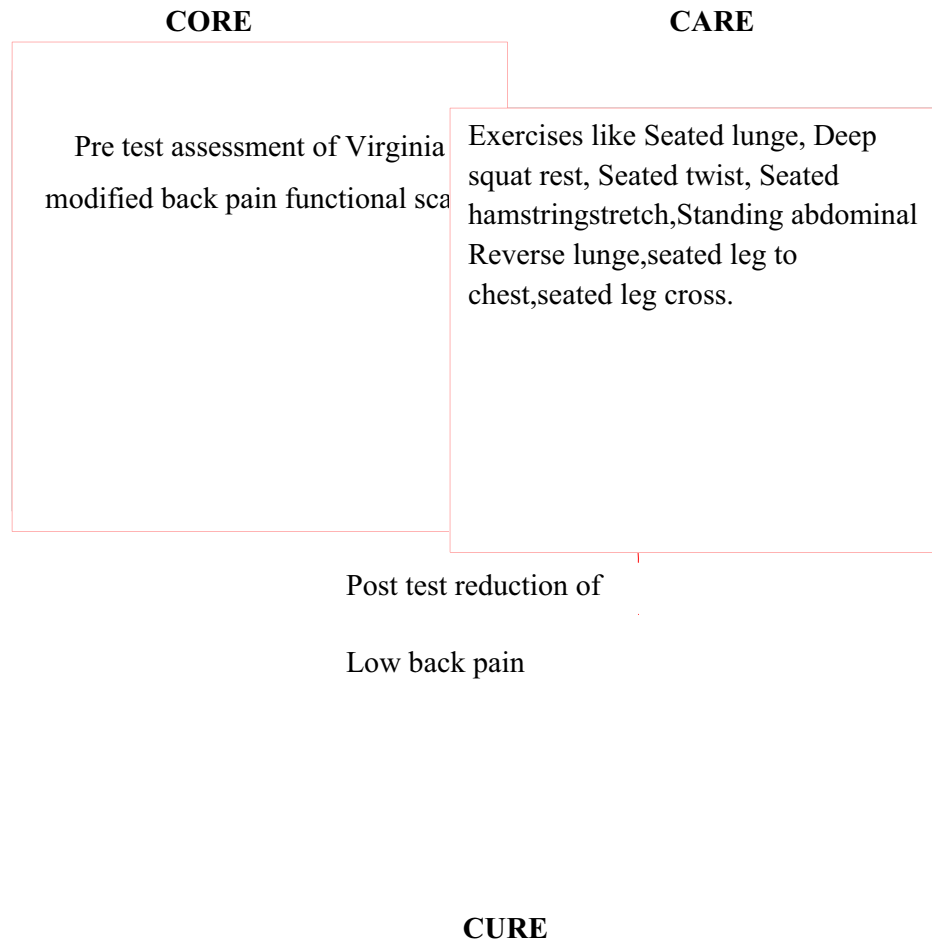 CORE CARE
Pre test assessment of Virginia
modified back pain functional
Exercises like Seated lunge, Deep
squat rest, Seated twist, Seated
hamstringstretch,Standing abdominal
Reverse lunge,seated leg to
chest,seated leg cross.
Post test reduction of
Low back pain
CURE